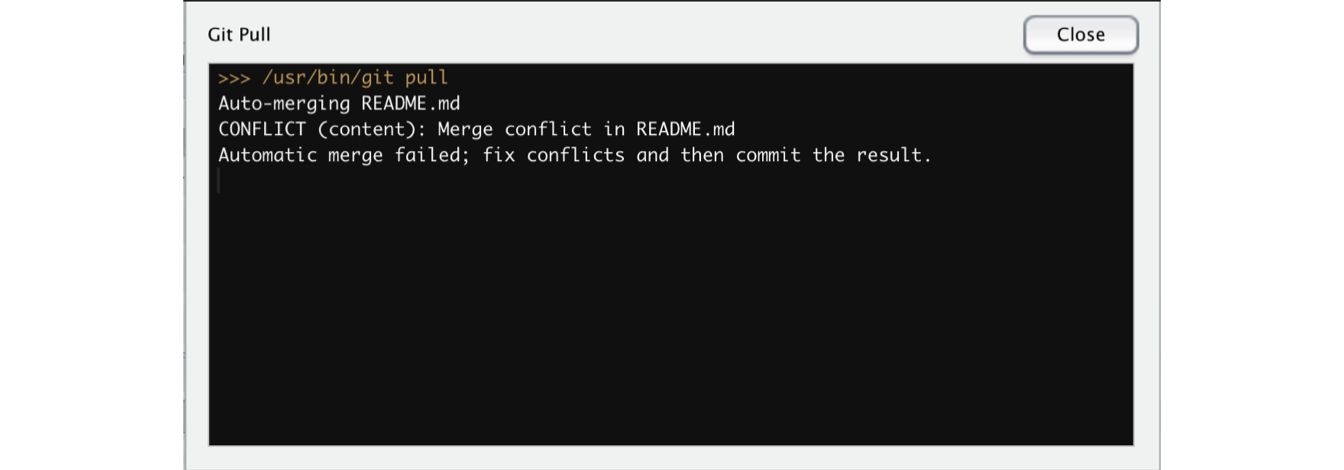 Git Pull
Close
>>> /usr/bin/git pull
Auto-merging README.md
CONFLICT (content): Merge conflict in README.md
Automatic merge failed; fix conflicts and then commit the result.